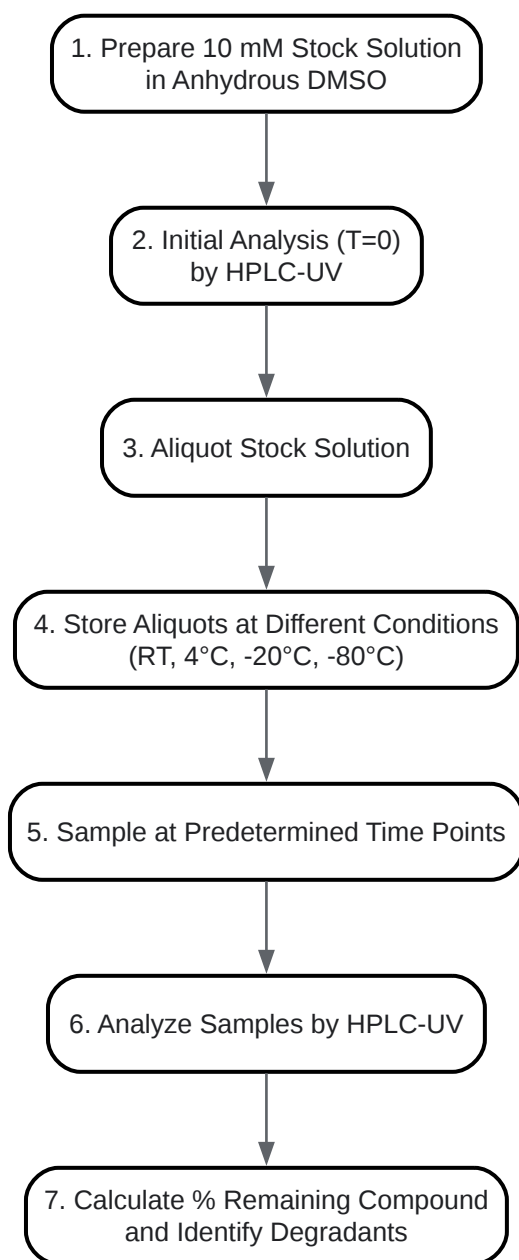 1. Prepare 10 mM Stock Solution
in Anhydrous DMSO
2. Initial Analysis (T=0)
by HPLC-UV
3. Aliquot Stock Solution
4. Store Aliquots at Different Conditions
(RT, 4°C, -20°C, -80°C)
5. Sample at Predetermined Time Points
6. Analyze Samples by HPLC-UV
7. Calculate % Remaining Compound
and Identify Degradants